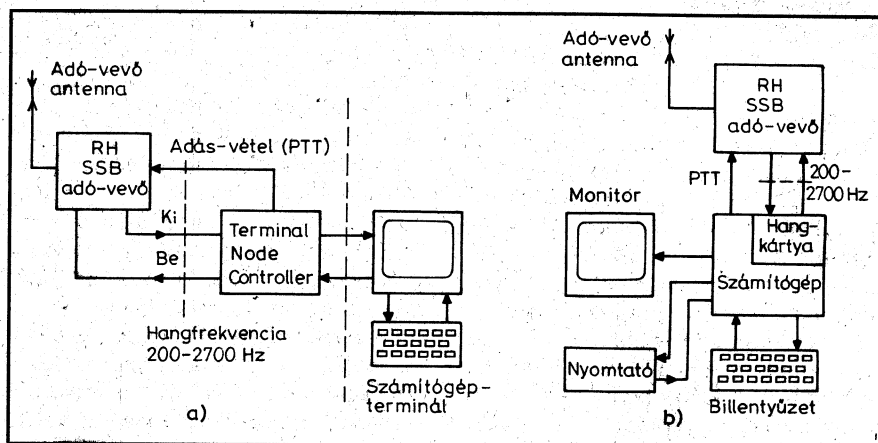 Adó-vevő
antenna
RH
SSB
adó-vevő
Adás-vétel (PTT)
Ki
Be
Terminal
Node
Controller
Hangfrekvencia
200-2700 Hz
Számítógép-
terminál
a)
Adó-vevő
antenna
RH
SSB
adó-vevő
PTT
200-
2700 Hz
Monitor
Hang-
kártya
Számítógép
Nyomtató
Billentyűzet
b)